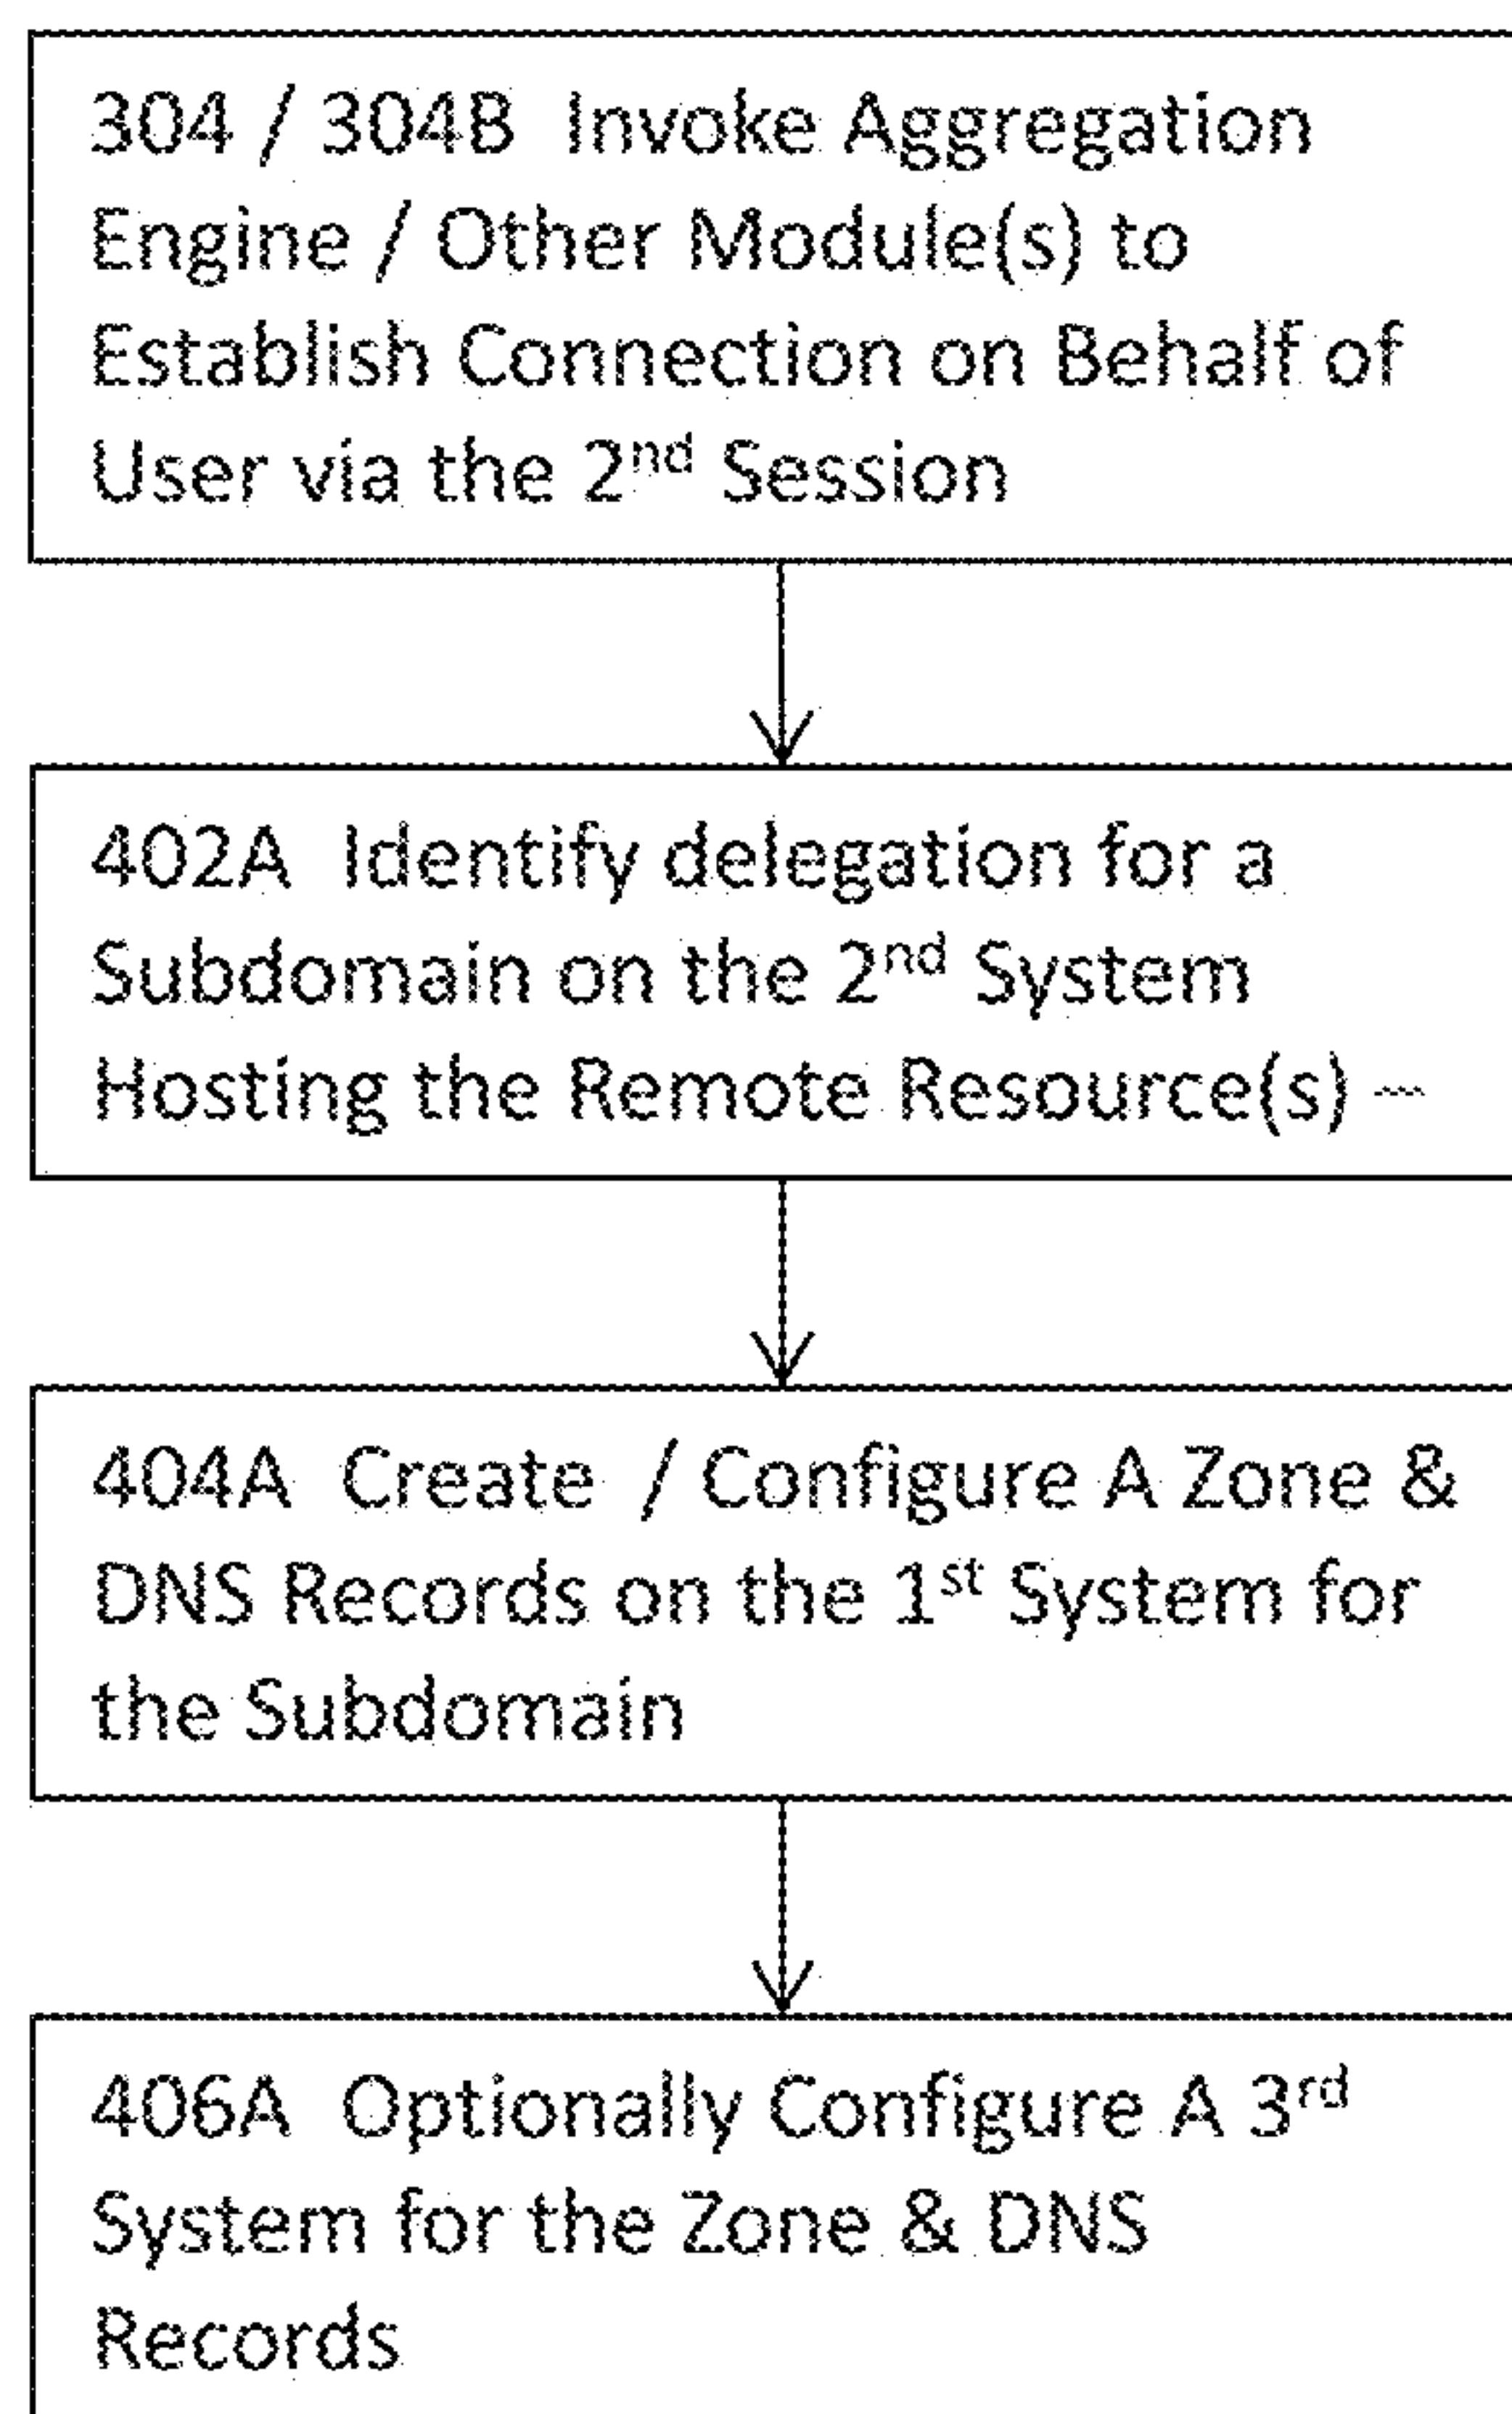 304 / 304B Invoke Aggregation
Engine / Other Module(s) to
Establish Connection on Behalf of
User via the 2nd Session
402A Identify delegation for a
Subdomain on the 2nd System
Hosting the Remote Resource(s) –
404A Create / Configure A Zone &
DNS Records on the 1st System for
the Subdomain
406A Optionally Configure A 3rd
System for the Zone & DNS
Records